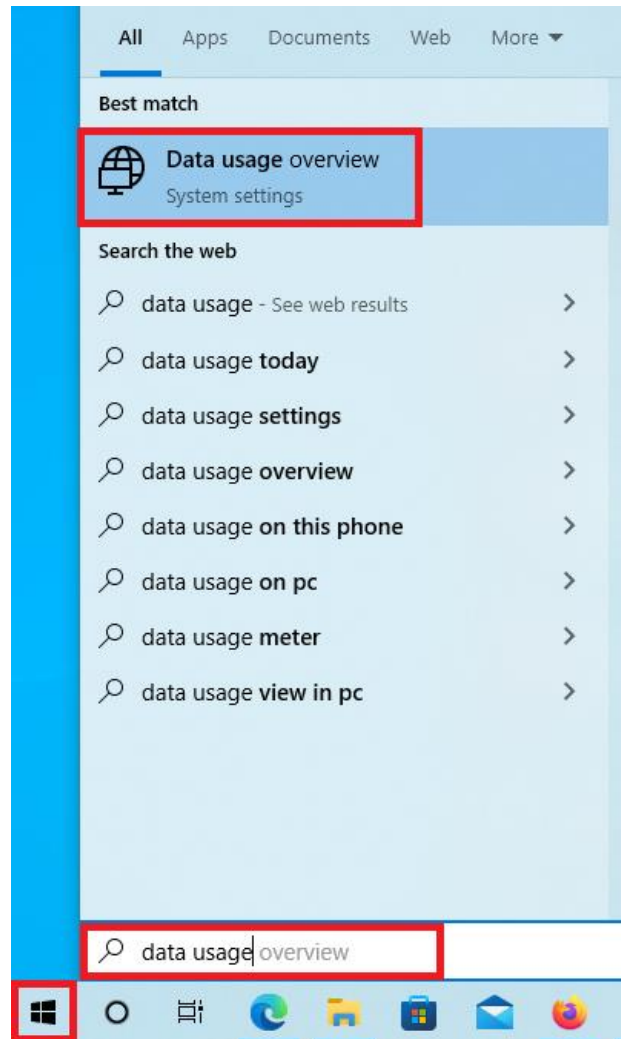 All Apps Documents Web More
Best match
Data usage overview
System settings
Search the web
data usage - See web results
data usage today
data usage settings
data usage overview
data usage on this phone
data usage on pc
data usage meter
data usage view in pc
data usage overview